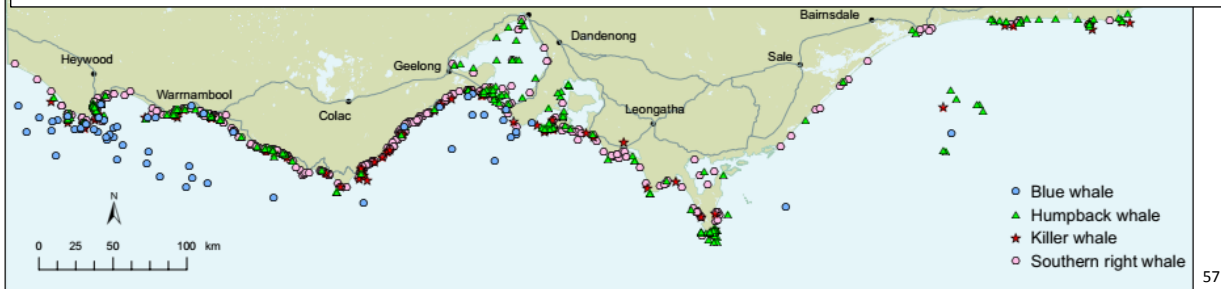 Bairnsdale
Dandenong
Heywood
Sale
Geelong
Warrnambool
Colac
Leongatha
N
0 25 50 100 km
Blue whale
Humpback whale
Killer whale
Southern right whale
57